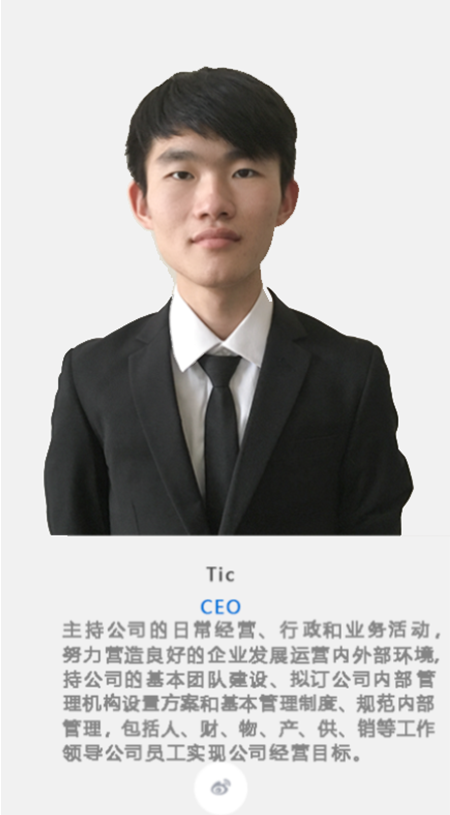 Tic
CEO
主持公司的日常经营、行政和业务活动，
努力营造良好的企业发展运营内外部环境,
持公司的基本团队建设、拟订公司内部管
理机构设置方案和基本管理制度、规范内部
管理，包括人、财、物、产、供、销等工作
领导公司员工实现公司经营目标。